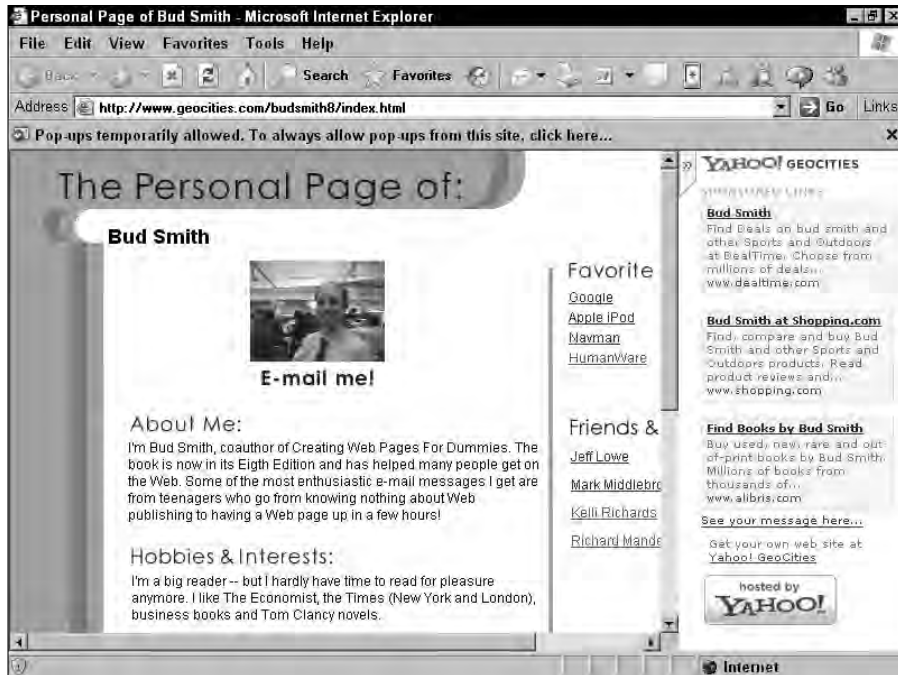 Personal Page of Bud Smith - Microsoft Internet Explorer
File Edit View Favorites Tools Help
Back Search Favorites
Address http://www.geocities.com/budsmith8/index.html Go Links
Pop-ups temporarily allowed. To always allow pop-ups from this site, click here...
The Personal Page of:
Bud Smith
E-mail me!
About Me:
I'm Bud Smith, coauthor of Creating Web Pages For Dummies. The
book is now in its Eigth Edition and has helped many people get on
the Web. Some of the most enthusiastic e-mail messages I get are
from teenagers who go from knowing nothing about Web
publishing to having a Web page up in a few hours!
Hobbies & Interests:
I'm a big reader -- but I hardly have time to read for pleasure
anymore. I like The Economist, the Times (New York and London),
business books and Tom Clancy novels.
Favorite
Google
Apple iPod
Navman
HumanWare
Friends &
Jeff Lowe
Mark Middlebro
Kelli Richards
Richard Mande
YAHOO! GEOCITIES
SPONSORED LINKS
Bud Smith
Find Deals on bud smith and
other Sports and Outdoors
at DealTime. Choose from
millions of deals...
www.dealtime.com
Bud Smith at Shopping.com
Find, compare and buy Bud
Smith and other Sports and
Outdoors products. Read
product reviews and...
www.shopping.com
Find Books by Bud Smith
Buy used, new, rare and out
of-print books by Bud Smith.
Millions of books from
thousands of...
www.alibris.com
See your message here...
Get your own web site at
Yahoo! GeoCities
hosted by
YAHOO!
Internet